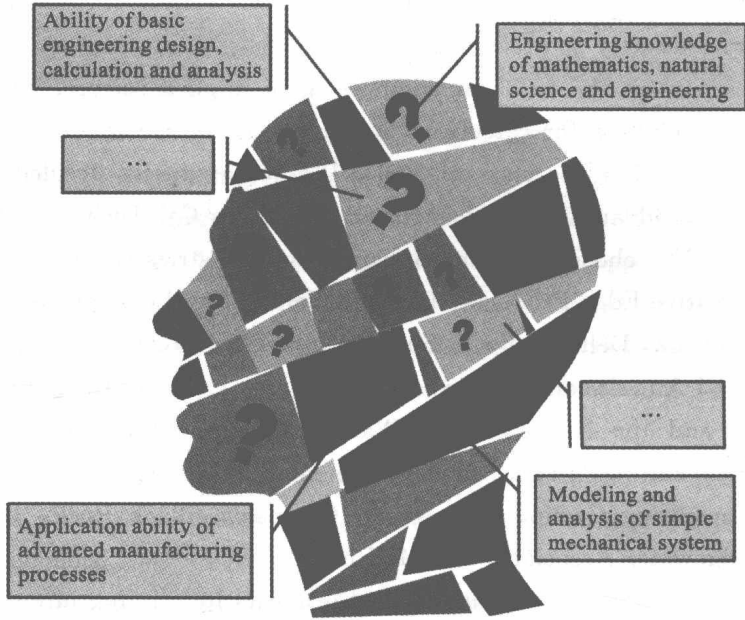 Ability of basic
engineering design,
calculation and analysis
Engineering knowledge
of mathematics, natural
science and engineering
...
?
?
?
?
?
?
?
?
?
...
Application ability of
advanced manufacturing
processes
Modeling and
analysis of simple
mechanical system